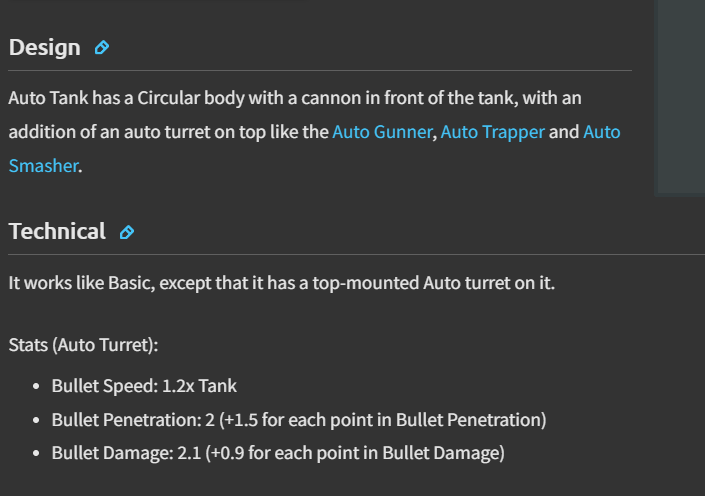 Design
Auto Tank has a Circular body with a cannon in front of the tank, with an
addition of an auto turret on top like the Auto Gunner, Auto Trapper and Auto
Smasher.
Technical
It works like Basic, except that it has a top-mounted Auto turret on it.
Stats (Auto Turret):
• Bullet Speed: 1.2x Tank
• Bullet Penetration: 2 (+1.5 for each point in Bullet Penetration)
• Bullet Damage: 2.1 (+0.9 for each point in Bullet Damage)